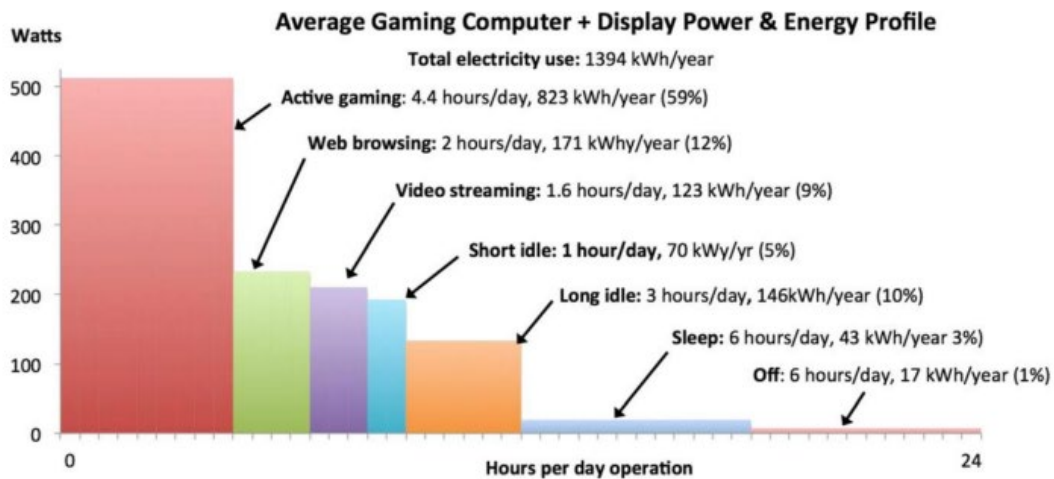 Average Gaming Computer + Display Power & Energy Profile
Watts
Total electricity use: 1394 kWh/year
500
Active gaming: 4.4 hours/day, 823 kWh/year (59%)
Web browsing: 2 hours/day, 171 kWhy/year (12%)
400
Video streaming: 1.6 hours/day, 123 kWh/year (9%)
300
Short idle: 1 hour/day, 70 kWy/yr (5%)
200
Long idle: 3 hours/day, 146kWh/year (10%)
Sleep: 6 hours/day, 43 kWh/year 3%)
100
Off: 6 hours/day, 17 kWh/year (1%)
0
0
24
Hours per day operation